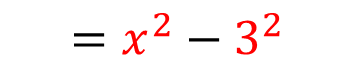 = x² − 3²